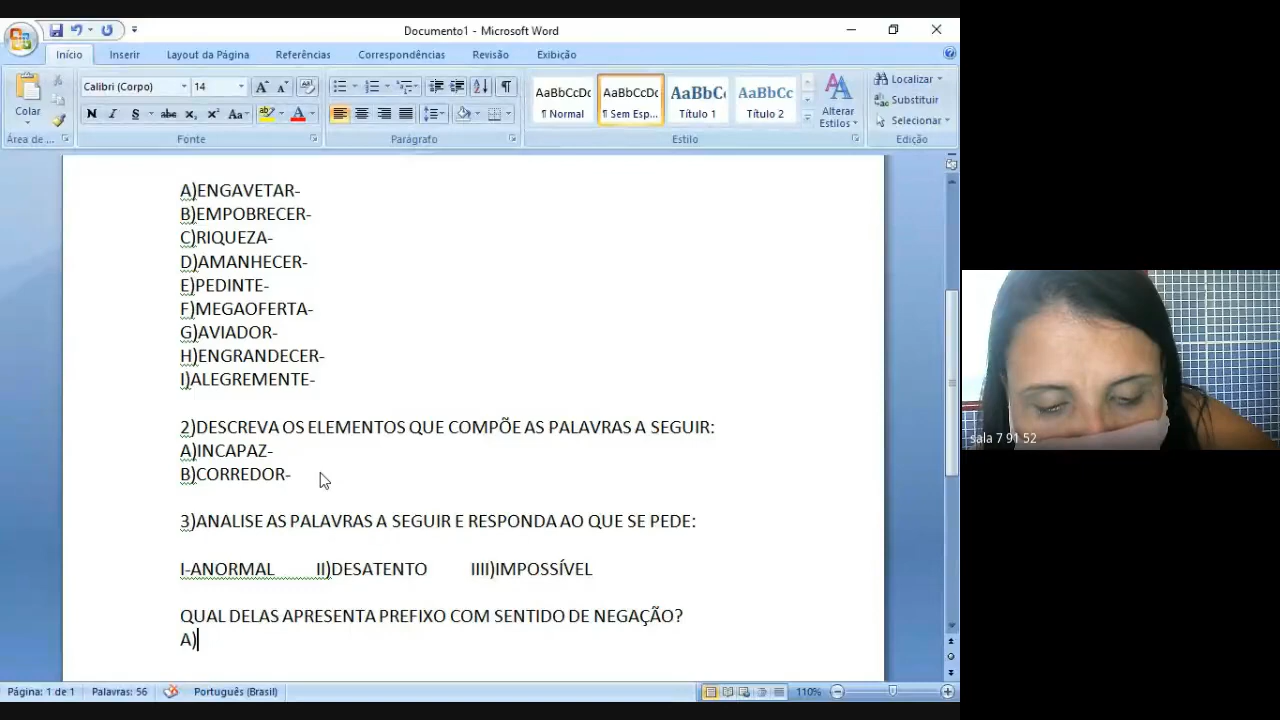 Documento1 - Microsoft Word
Início Inserir Layout da Página Referências Correspondências Revisão Exibição
Colar
Calibri (Corpo) 14
AaBbCcDc AaBbCcDc AaBbC AaBbCc
¶ Normal ¶ Sem Esp... Título 1 Título 2
Alterar Estilos
Localizar
Substituir
Selecionar
Área de... Fonte Parágrafo Estilo Edição
A)ENGAVETAR-
B)EMPOBRECER-
C)RIQUEZA-
D)AMANHECER-
E)PEDINTE-
F)MEGAOFERTA-
G)AVIADOR-
H)ENGRANDECER-
I)ALEGREMENTE-
2)DESCREVA OS ELEMENTOS QUE COMPÕE AS PALAVRAS A SEGUIR:
A)INCAPAZ-
B)CORREDOR-
3)ANALISE AS PALAVRAS A SEGUIR E RESPONDA AO QUE SE PEDE:
I-ANORMAL II)DESATENTO IIII)IMPOSSÍVEL
QUAL DELAS APRESENTA PREFIXO COM SENTIDO DE NEGAÇÃO?
A)
Página: 1 de 1 Palavras: 56 Português (Brasil) 110%
sala 7 91 52